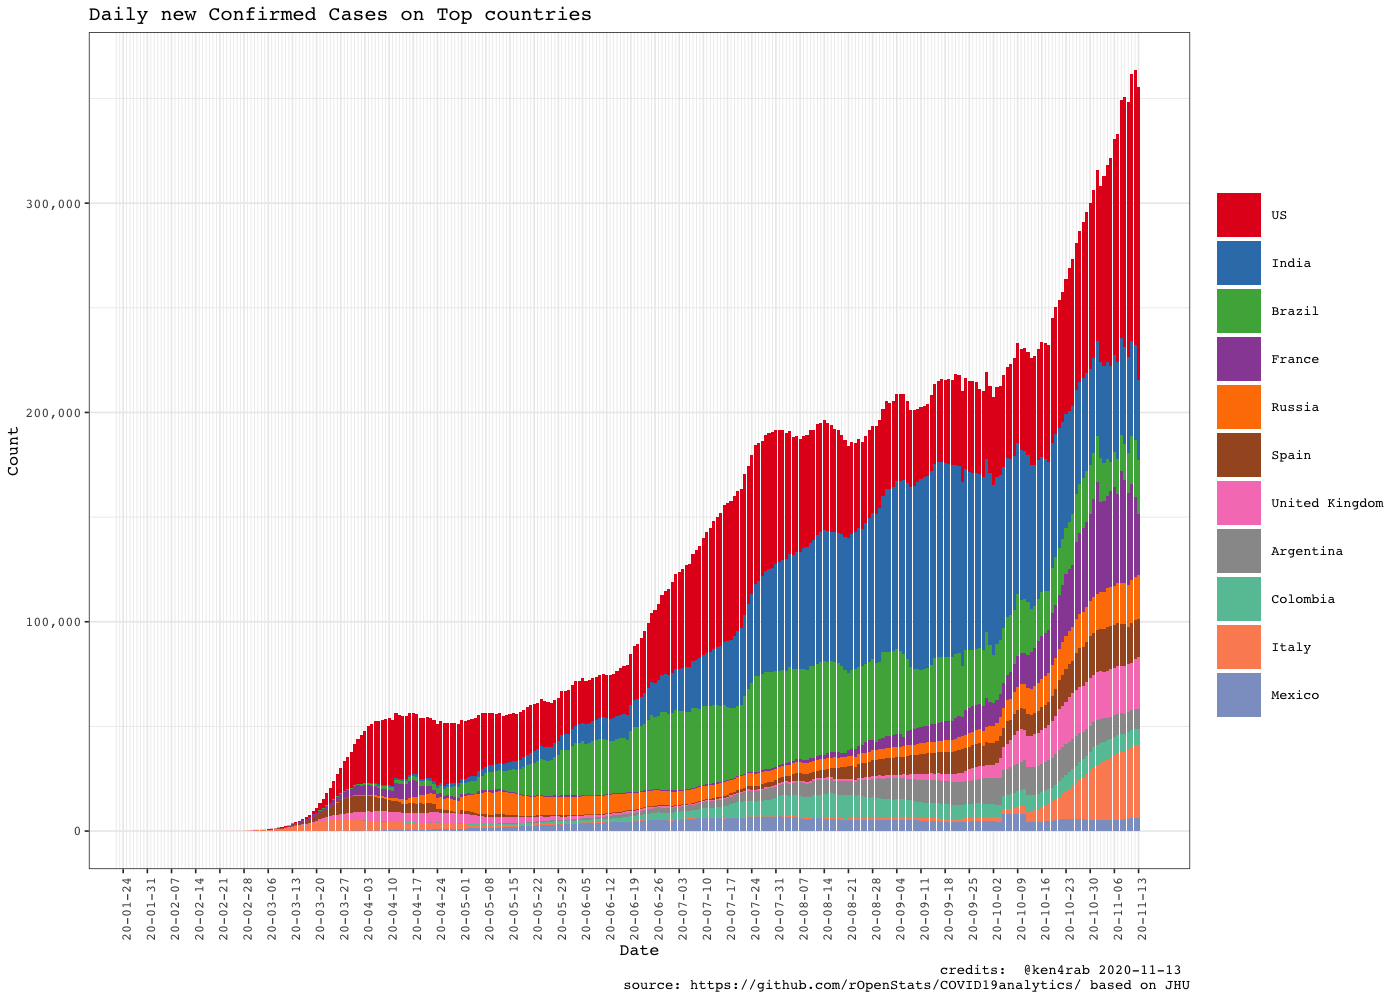 Daily new Confirmed Cases on Top countries
Count
300,000
200,000
100,000
0
US
India
Brazil
France
Russia
Spain
United Kingdom
Argentina
Colombia
Italy
Mexico
20-01-24
20-01-31
20-02-07
20-02-14
20-02-21
20-02-28
20-03-06
20-03-13
20-03-20
20-03-27
20-04-03
20-04-10
20-04-17
20-04-24
20-05-01
20-05-08
20-05-15
20-05-22
20-05-29
20-06-05
20-06-12
20-06-19
20-06-26
20-07-03
20-07-10
20-07-17
20-07-24
20-07-31
20-08-07
20-08-14
20-08-21
20-08-28
20-09-04
20-09-11
20-09-18
20-09-25
20-10-02
20-10-09
20-10-16
20-10-23
20-10-30
20-11-06
20-11-13
Date
credits:  @ken4rab 2020-11-13
source: https://github.com/rOpenStats/COVID19analytics/ based on JHU